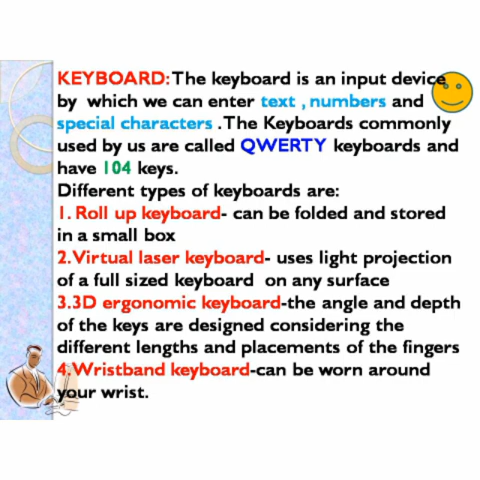 KEYBOARD: The keyboard is an input device
by which we can enter text , numbers and
special characters . The Keyboards commonly
used by us are called QWERTY keyboards and
have 104 keys.
Different types of keyboards are:
1. Roll up keyboard- can be folded and stored
in a small box
2. Virtual laser keyboard- uses light projection
of a full sized keyboard on any surface
3.3D ergonomic keyboard-the angle and depth
of the keys are designed considering the
different lengths and placements of the fingers
4. Wristband keyboard-can be worn around
your wrist.